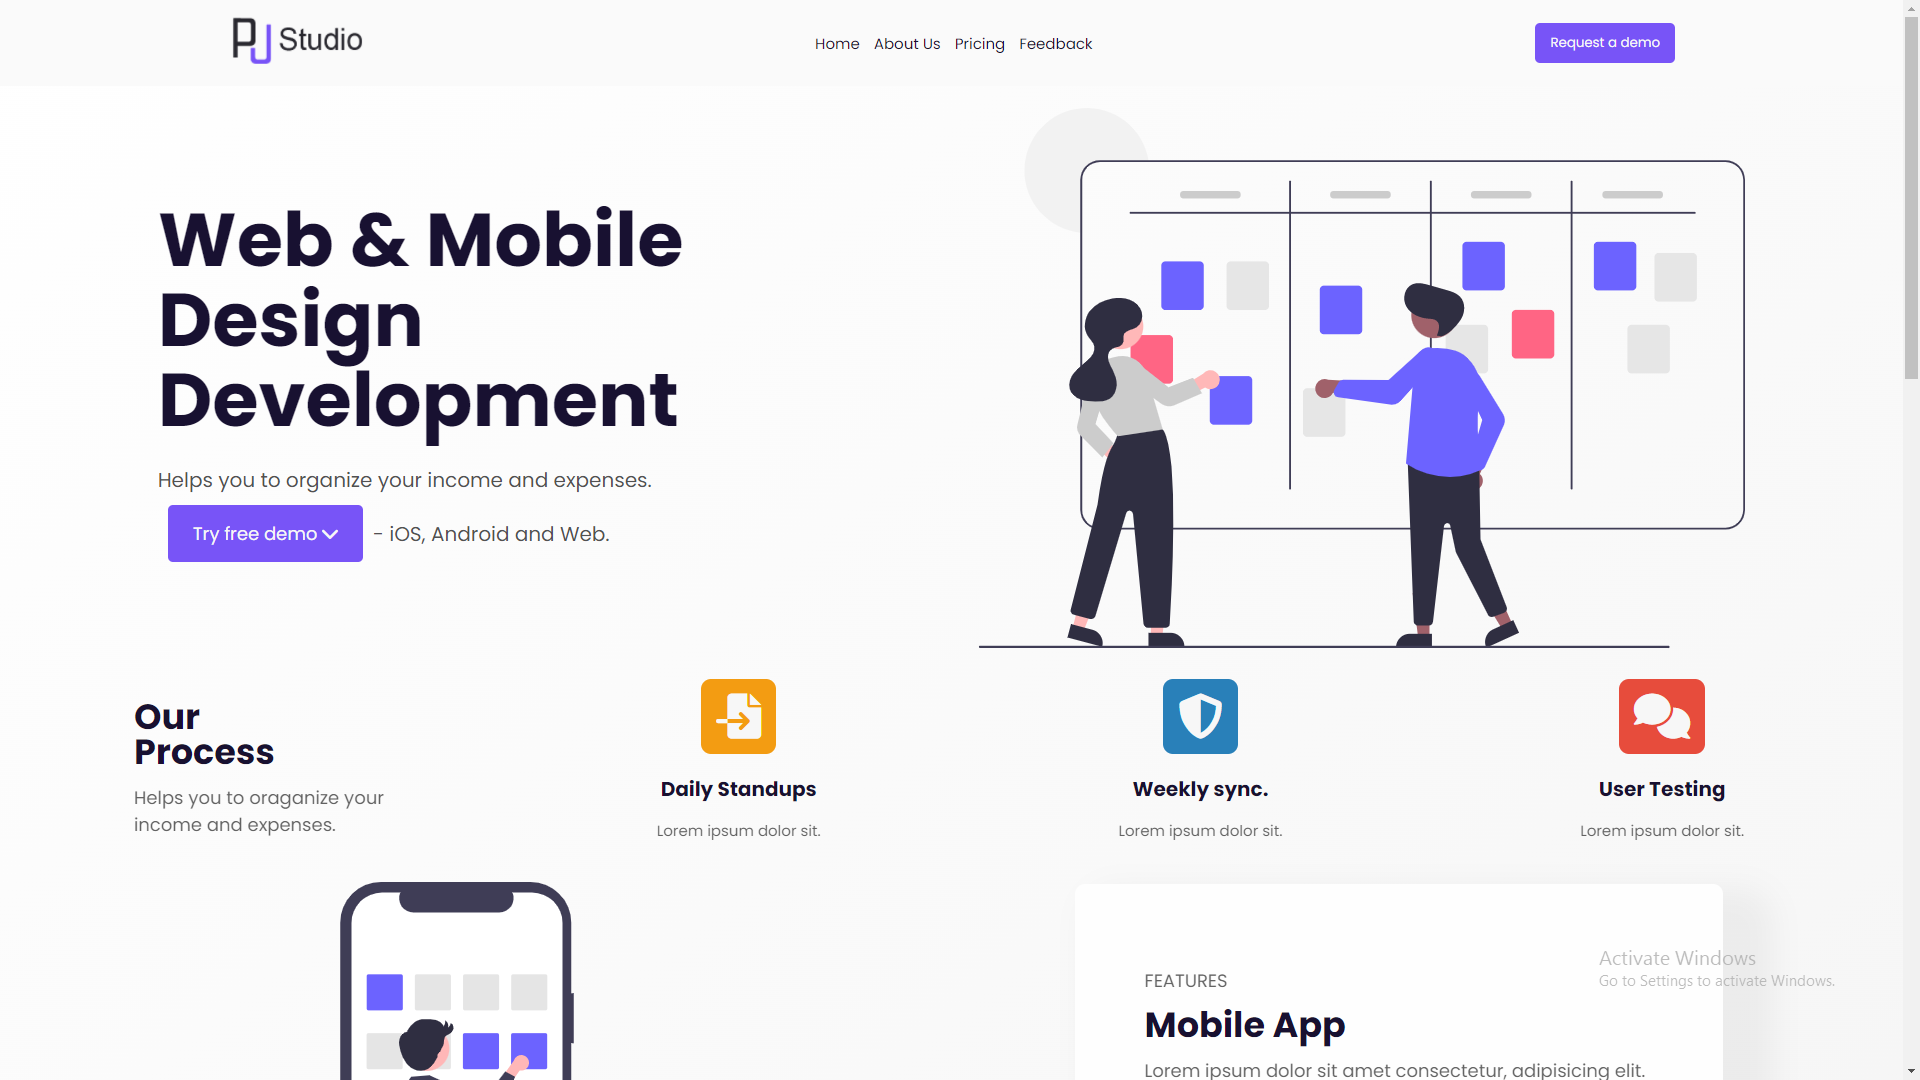 PJ Studio
Home About Us Pricing Feedback
Request a demo
Web & Mobile
Design
Development
Helps you to organize your income and expenses.
Try free demo - iOS, Android and Web.
Our
Process
Helps you to oraganize your
income and expenses.
Daily Standups
Lorem ipsum dolor sit.
Weekly sync.
Lorem ipsum dolor sit.
User Testing
Lorem ipsum dolor sit.
FEATURES
Mobile App
Lorem ipsum dolor sit amet consectetur, adipisicing elit.
Activate Windows
Go to Settings to activate Windows.